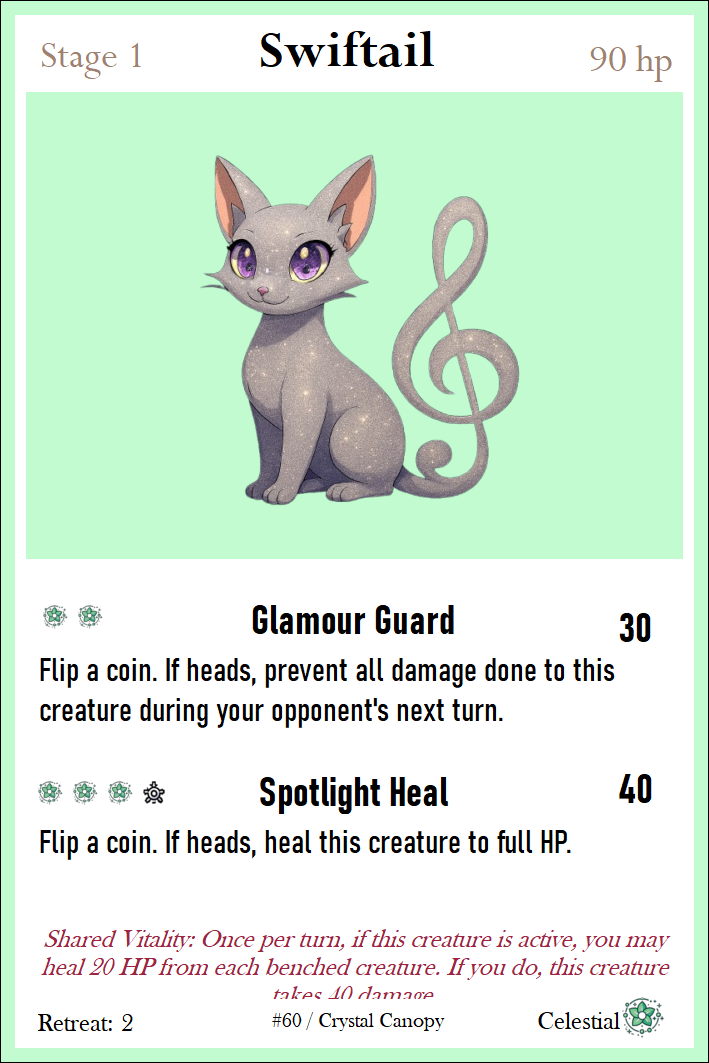 Stage 1
Swiftail
90 hp
Glamour Guard
30
Flip a coin. If heads, prevent all damage done to this
creature during your opponent's next turn.
Spotlight Heal
40
Flip a coin. If heads, heal this creature to full HP.
Shared Vitality: Once per turn, if this creature is active, you may
heal 20 HP from each benched creature. If you do, this creature
takes 40 damage
Retreat: 2
#60 / Crystal Canopy
Celestial